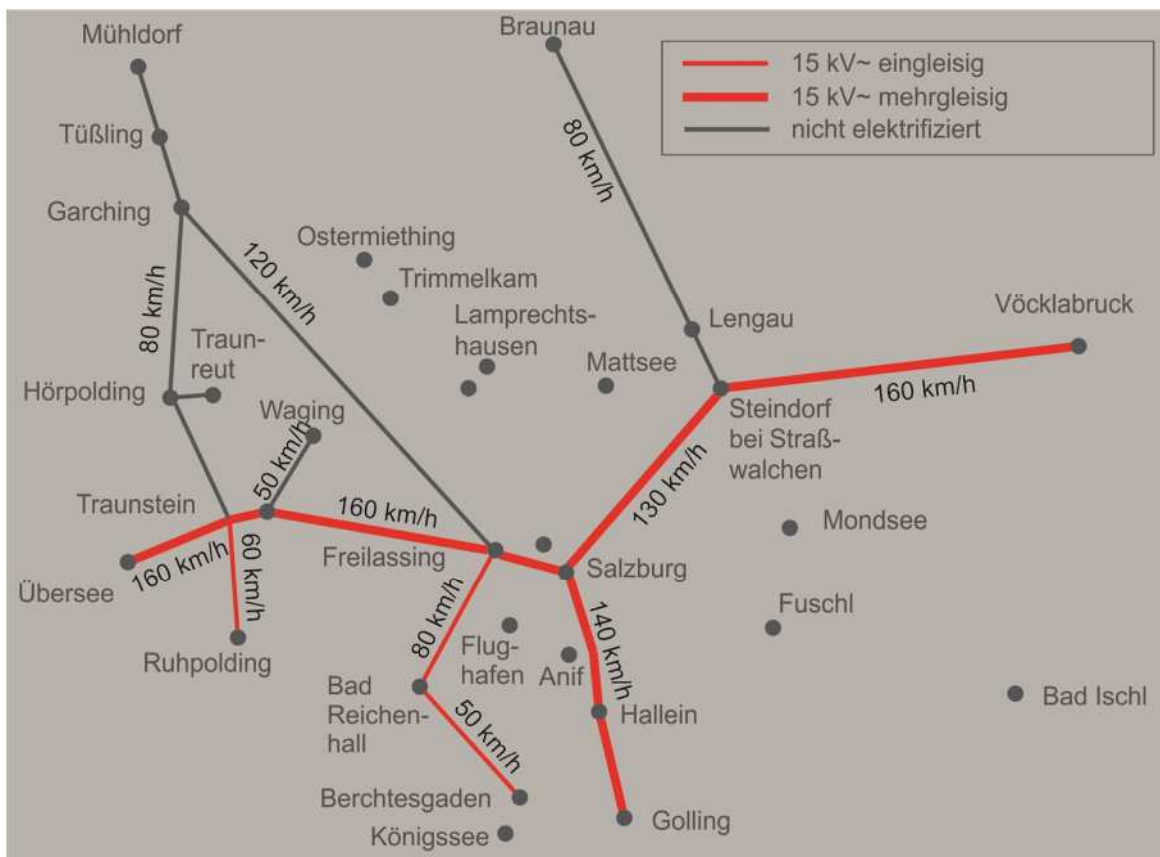 Mühldorf
Braunau
15 kV~ eingleisig
15 kV~ mehrgleisig
nicht elektrifiziert
Tüßling
80 km/h
Garching
Ostermiething
120 km/h
Trimmelkam
80 km/h
Lamprechts-
hausen
Lengau
Vöcklabruck
Traun-
reut
Mattsee
Hörpolding
160 km/h
Waging
Steindorf
bei Straß-
walchen
50 km/h
Traunstein
160 km/h
130 km/h
Mondsee
Freilassing
Salzburg
160 km/h
60 km/h
Übersee
80 km/h
Fuschl
Ruhpolding
Flug-
hafen
Anif
140 km/h
Bad
Reichen-
hall
50 km/h
Hallein
Bad Ischl
Berchtesgaden
Golling
Königssee